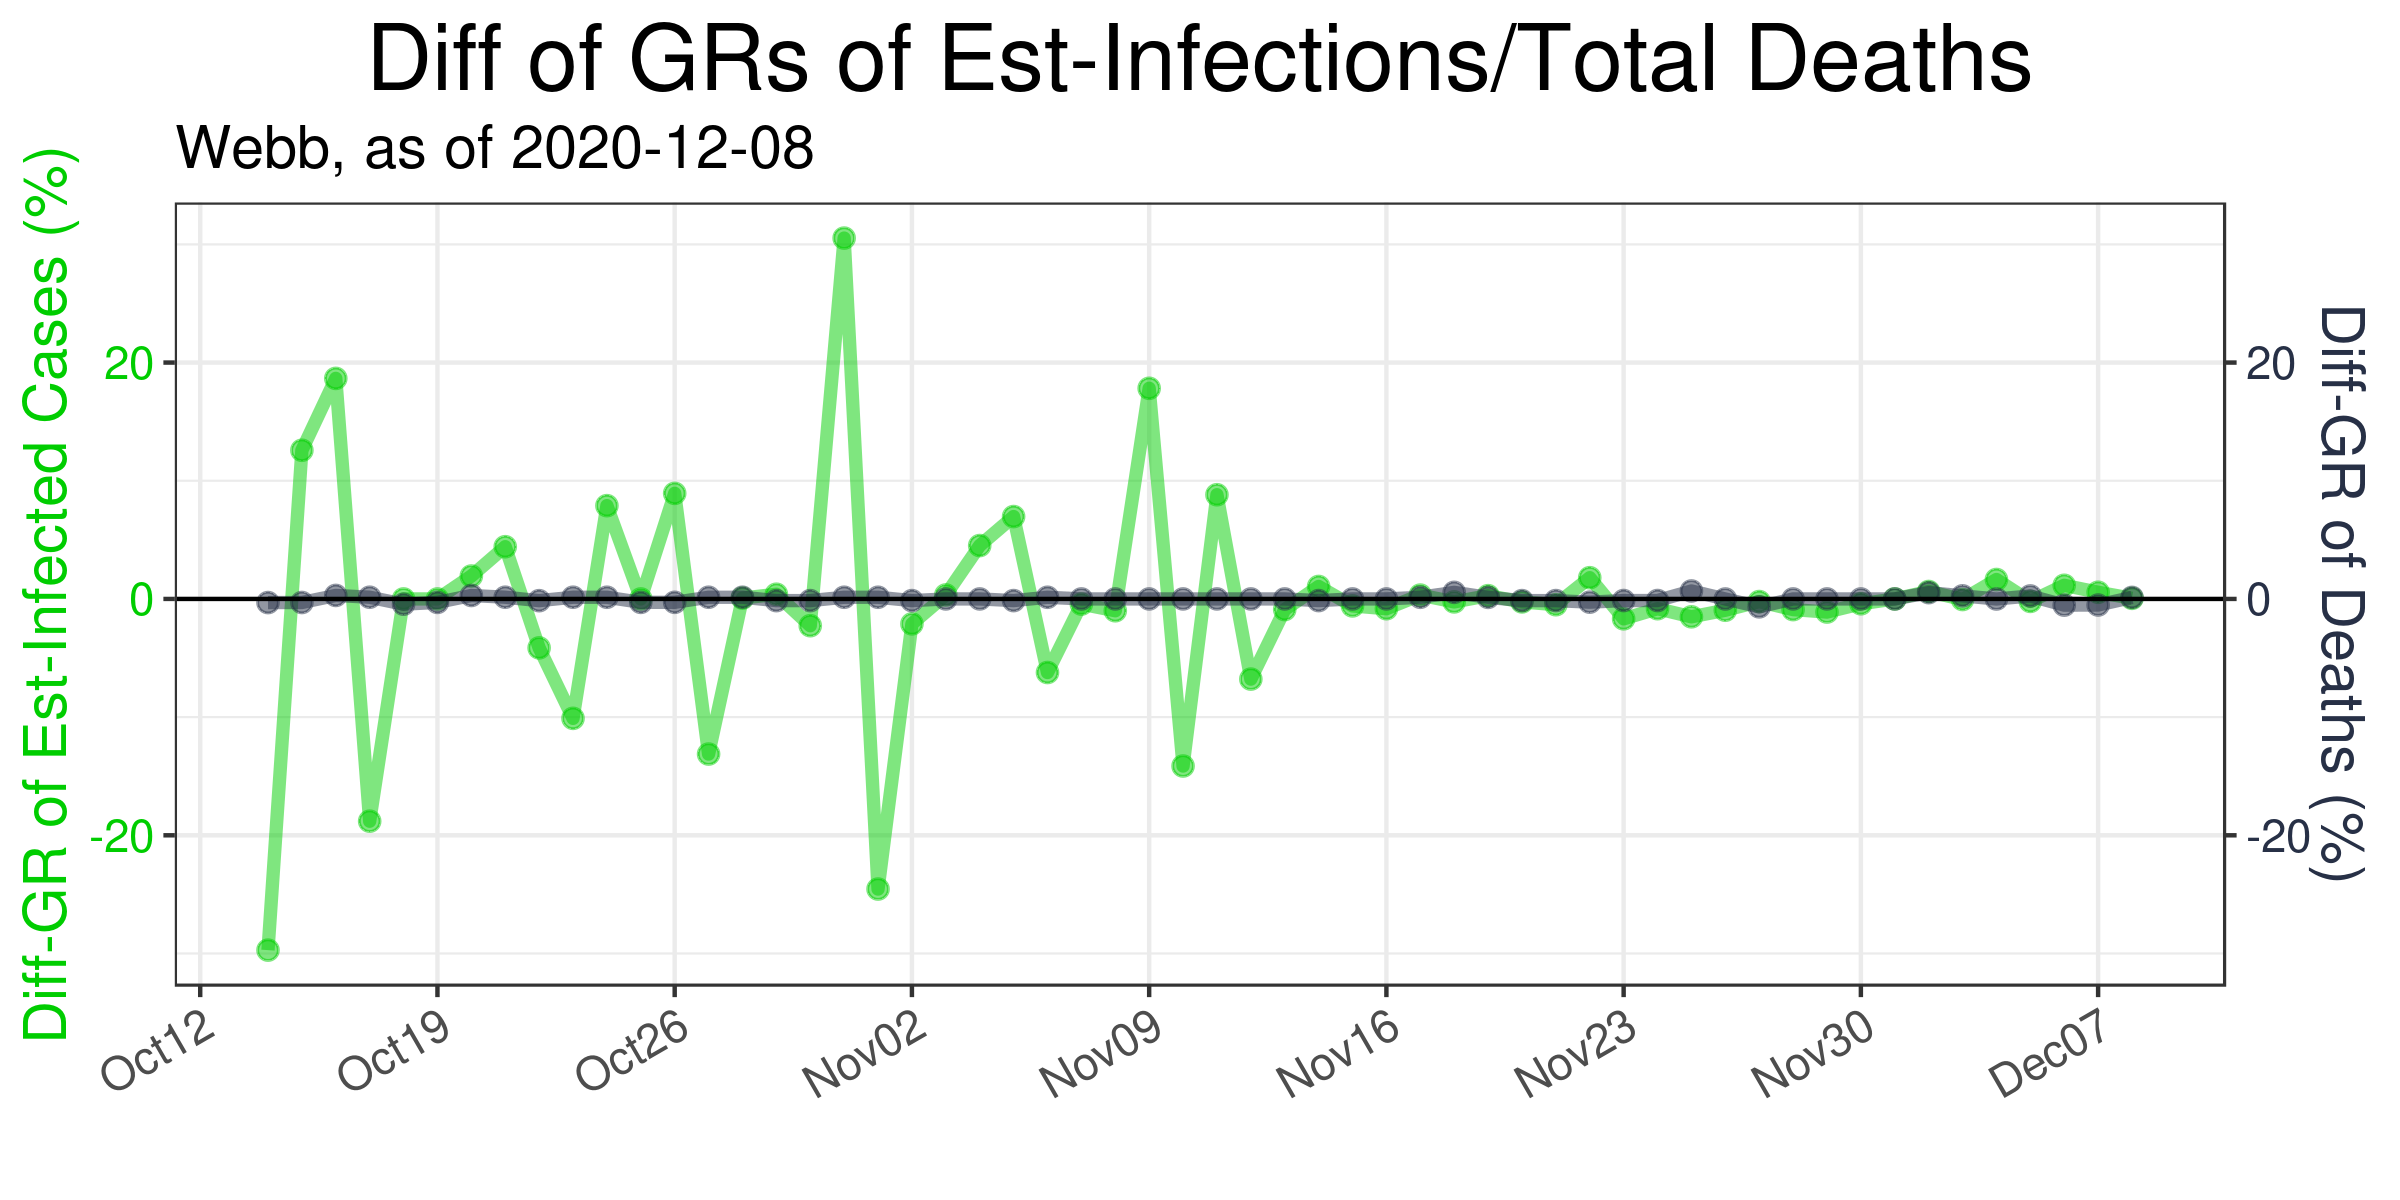 Diff of GRs of Est-Infections/Total Deaths
Webb, as of 2020-12-08
Diff-GR of Est-Infected Cases (%)
20
0
-20
20
0
-20
Diff-GR of Deaths (%)
Oct12
Oct19
Oct26
Nov02
Nov09
Nov16
Nov23
Nov30
Dec07